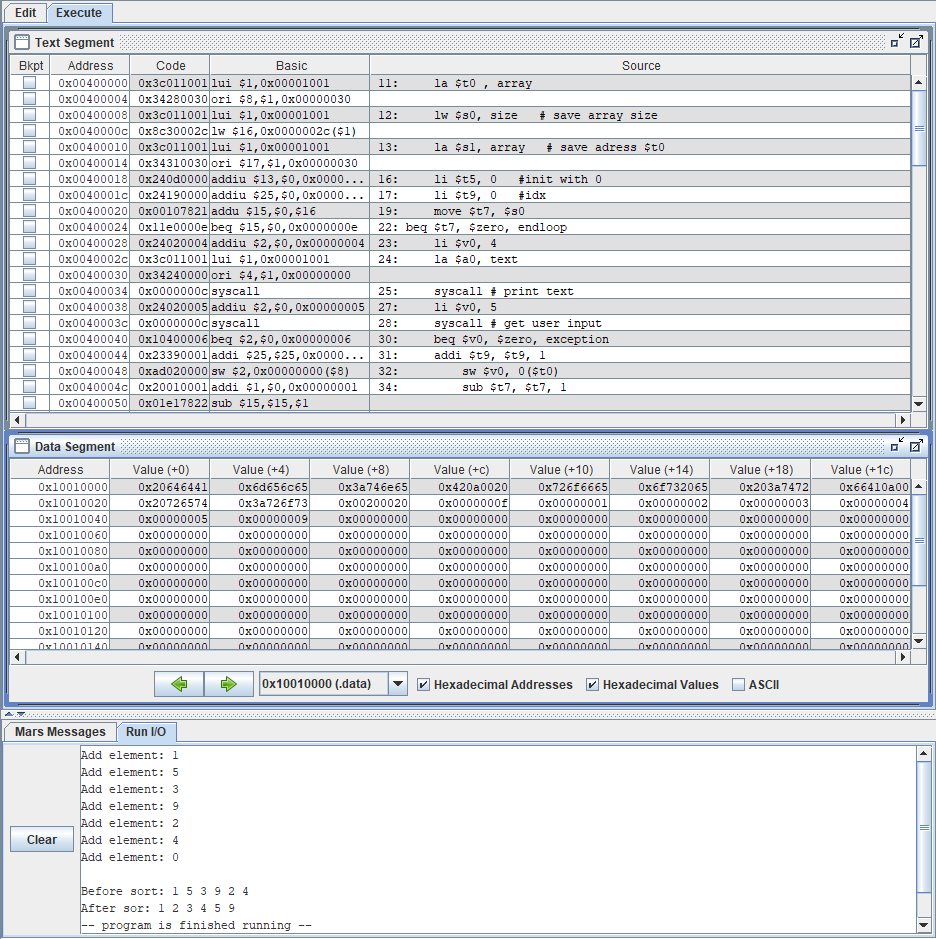 Edit Execute
Text Segment
Bkpt Address Code Basic Source
0x00400000 0x3c011001 lui $1,0x00001001 11: la $t0 , array
0x00400004 0x34280030 ori $8,$1,0x00000030
0x00400008 0x3c011001 lui $1,0x00001001 12: lw $s0, size # save array size
0x0040000c 0x8c30002c lw $16,0x0000002c($1)
0x00400010 0x3c011001 lui $1,0x00001001 13: la $s1, array # save adress $t0
0x00400014 0x34310030 ori $17,$1,0x00000030
0x00400018 0x240d0000 addiu $13,$0,0x0000... 16: li $t5, 0 #init with 0
0x0040001c 0x24190000 addiu $25,$0,0x0000... 17: li $t9, 0 #idx
0x00400020 0x00107821 addu $15,$0,$16 19: move $t7, $s0
0x00400024 0x11e0000e beq $15,$0,0x0000000e 22: beq $t7, $zero, endloop
0x00400028 0x24020004 addiu $2,$0,0x00000004 23: li $v0, 4
0x0040002c 0x3c011001 lui $1,0x00001001 24: la $a0, text
0x00400030 0x34240000 ori $4,$1,0x00000000
0x00400034 0x0000000c syscall 25: syscall # print text
0x00400038 0x24020005 addiu $2,$0,0x00000005 27: li $v0, 5
0x0040003c 0x0000000c syscall 28: syscall # get user input
0x00400040 0x10400006 beq $2,$0,0x00000006 30: beq $v0, $zero, exception
0x00400044 0x23390001 addi $25,$25,0x0000... 31: addi $t9, $t9, 1
0x00400048 0xad020000 sw $2,0x00000000($8) 32: sw $v0, 0($t0)
0x0040004c 0x20010001 addi $1,$0,0x00000001 34: sub $t7, $t7, 1
0x00400050 0x01e17822 sub $15,$15,$1
Data Segment
Address Value (+0) Value (+4) Value (+8) Value (+c) Value (+10) Value (+14) Value (+18) Value (+1c)
0x10010000 0x20646441 0x6d656c65 0x3a746e65 0x420a0020 0x726f6665 0x6f732065 0x203a7472 0x66410a00
0x10010020 0x20726574 0x3a726f73 0x00200020 0x0000000f 0x00000001 0x00000002 0x00000003 0x00000004
0x10010040 0x00000005 0x00000009 0x00000000 0x00000000 0x00000000 0x00000000 0x00000000 0x00000000
0x10010060 0x00000000 0x00000000 0x00000000 0x00000000 0x00000000 0x00000000 0x00000000 0x00000000
0x10010080 0x00000000 0x00000000 0x00000000 0x00000000 0x00000000 0x00000000 0x00000000 0x00000000
0x100100a0 0x00000000 0x00000000 0x00000000 0x00000000 0x00000000 0x00000000 0x00000000 0x00000000
0x100100c0 0x00000000 0x00000000 0x00000000 0x00000000 0x00000000 0x00000000 0x00000000 0x00000000
0x100100e0 0x00000000 0x00000000 0x00000000 0x00000000 0x00000000 0x00000000 0x00000000 0x00000000
0x10010100 0x00000000 0x00000000 0x00000000 0x00000000 0x00000000 0x00000000 0x00000000 0x00000000
0x10010120 0x00000000 0x00000000 0x00000000 0x00000000 0x00000000 0x00000000 0x00000000 0x00000000
0x10010140 0x00000000 0x00000000 0x00000000 0x00000000 0x00000000 0x00000000 0x00000000 0x00000000
0x10010000 (.data) Hexadecimal Addresses Hexadecimal Values ASCII
Mars Messages Run I/O
Clear
Add element: 1
Add element: 5
Add element: 3
Add element: 9
Add element: 2
Add element: 4
Add element: 0
Before sort: 1 5 3 9 2 4
After sor: 1 2 3 4 5 9
-- program is finished running --